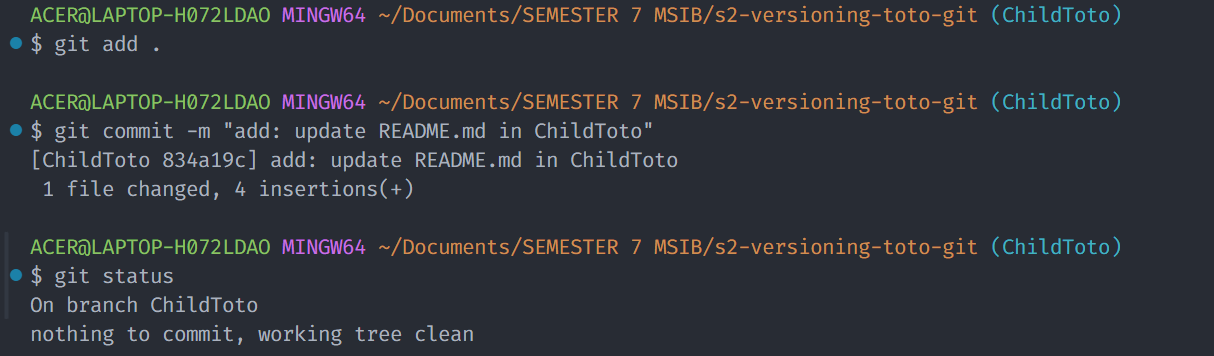 ACER@LAPTOP-H072LDAO MINGW64 ~/Documents/SEMESTER 7 MSIB/s2-versioning-toto-git (ChildToto)
$ git add .
ACER@LAPTOP-H072LDAO MINGW64 ~/Documents/SEMESTER 7 MSIB/s2-versioning-toto-git (ChildToto)
$ git commit -m "add: update README.md in ChildToto"
[ChildToto 834a19c] add: update README.md in ChildToto
 1 file changed, 4 insertions(+)
ACER@LAPTOP-H072LDAO MINGW64 ~/Documents/SEMESTER 7 MSIB/s2-versioning-toto-git (ChildToto)
$ git status
On branch ChildToto
nothing to commit, working tree clean